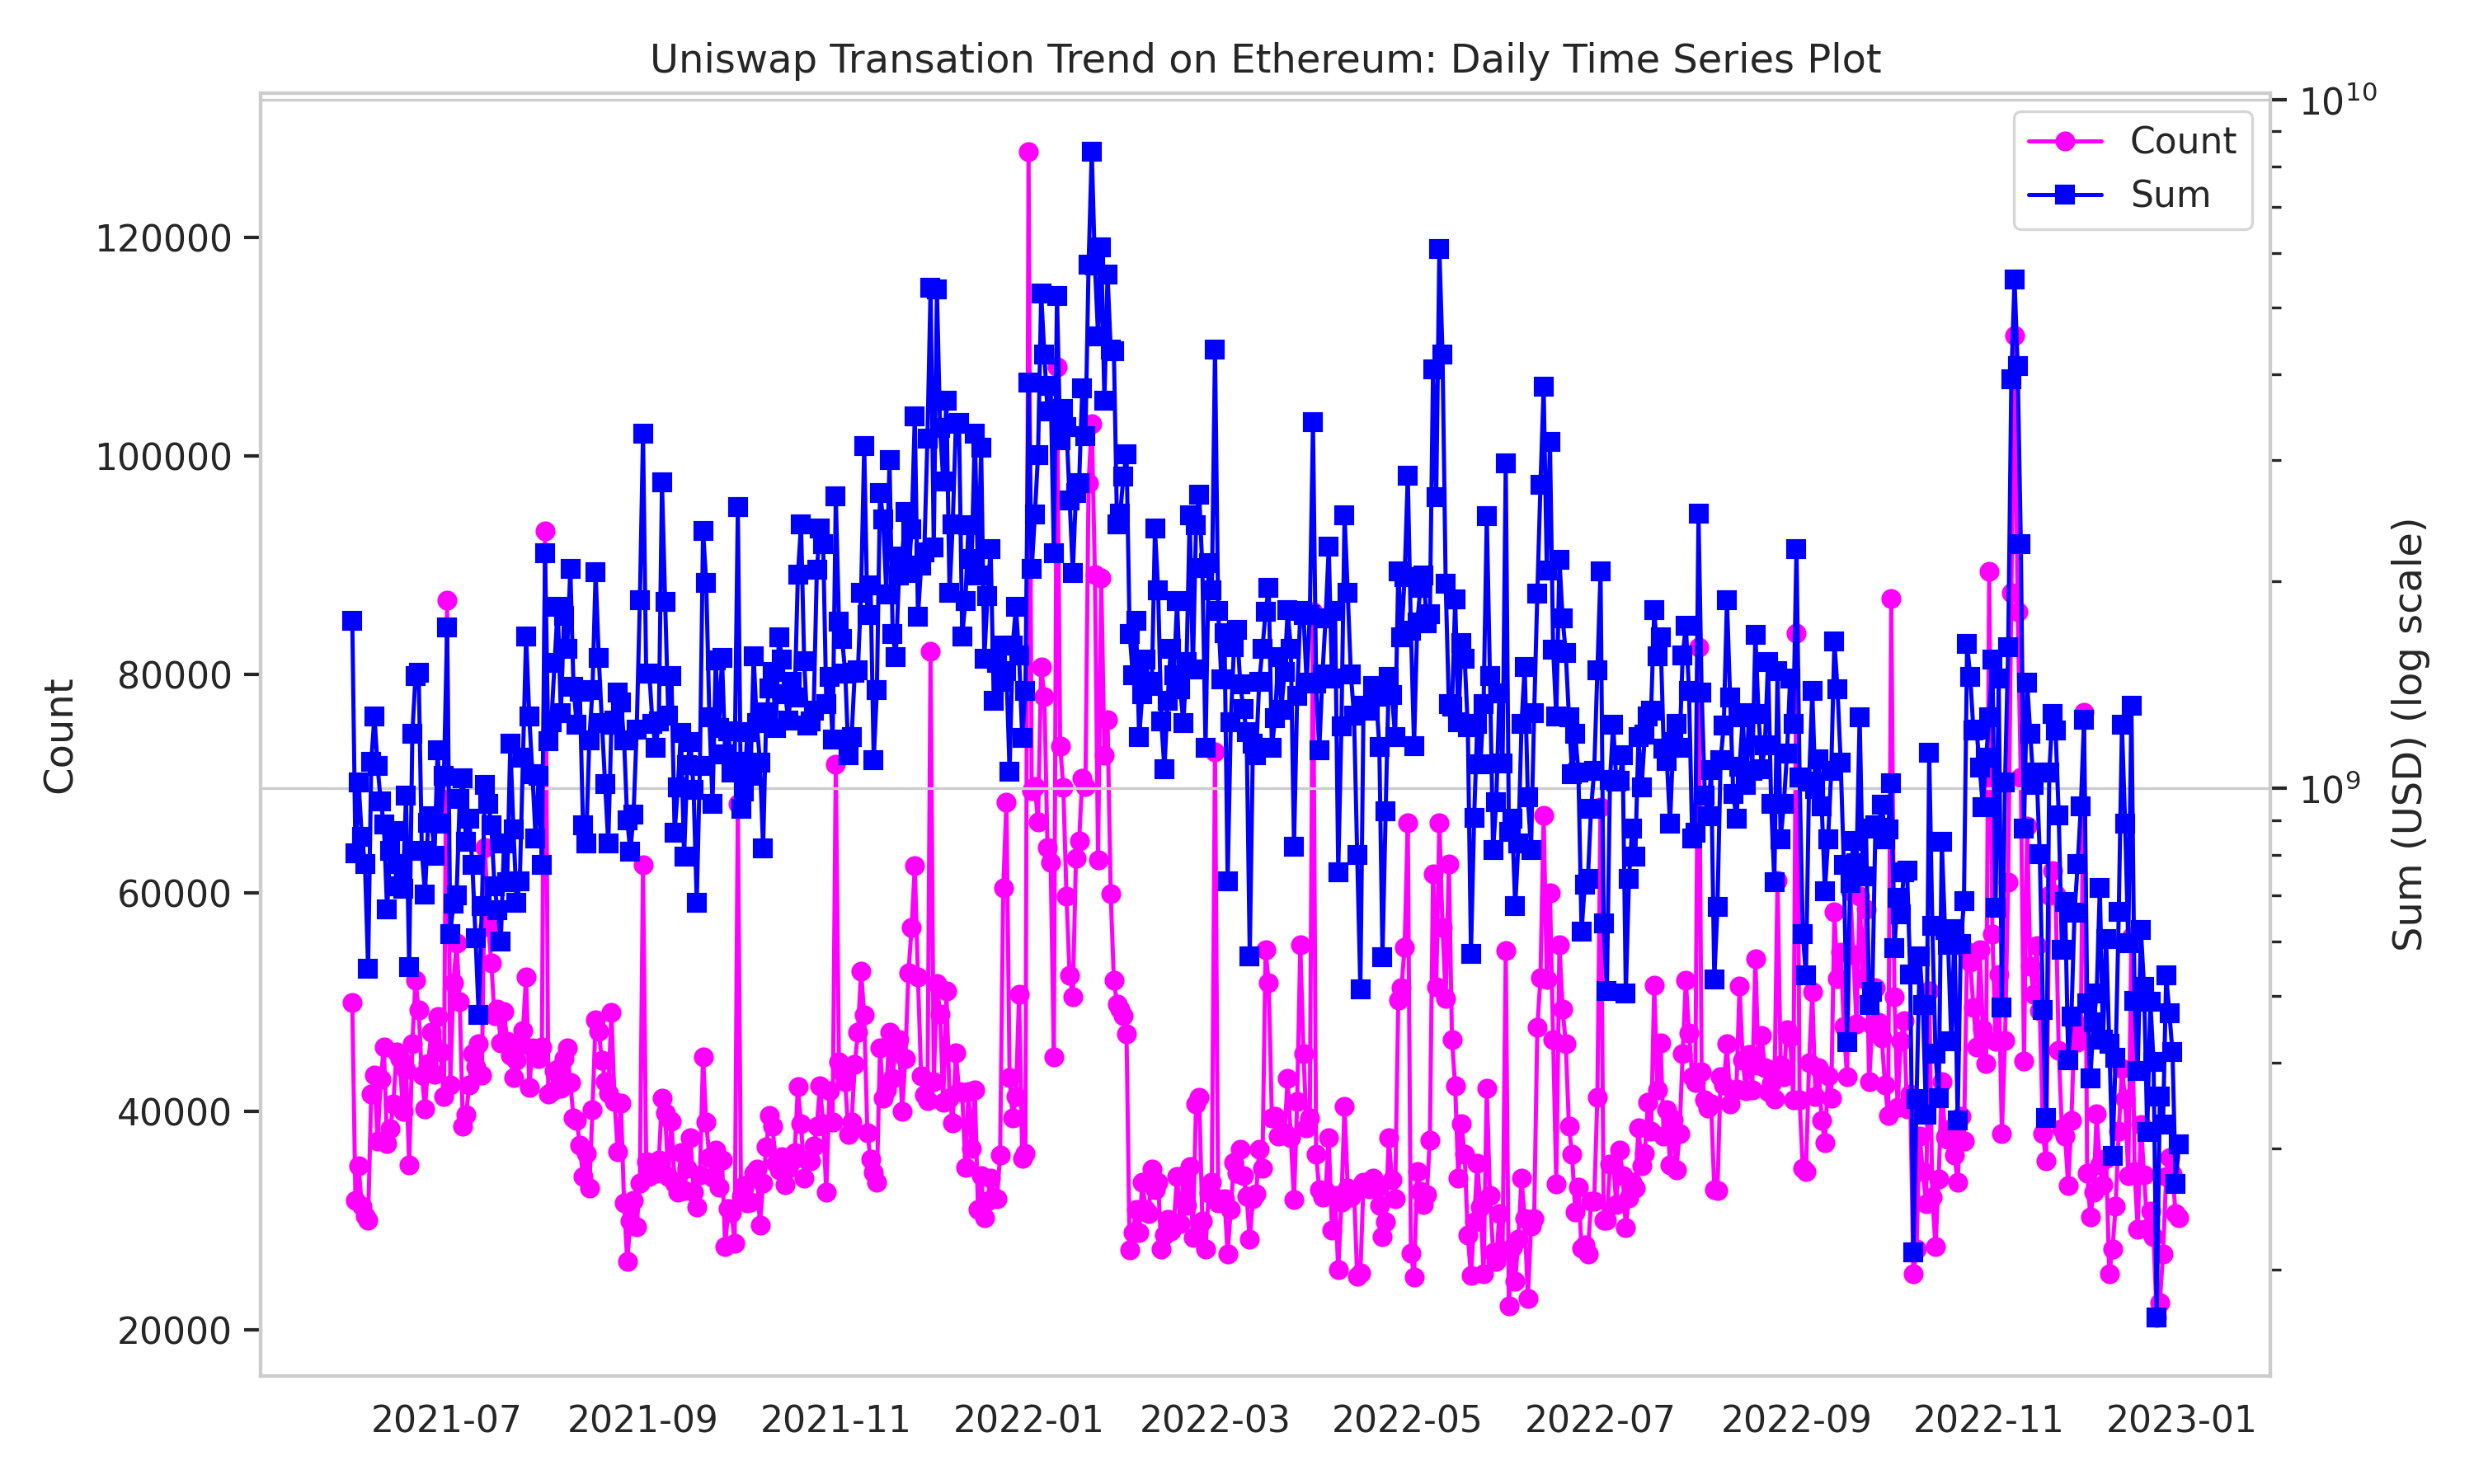 Uniswap Transation Trend on Ethereum: Daily Time Series Plot
10^10
Count
Sum
120000
100000
80000
60000
40000
20000
Count
10^9
Sum (USD) (log scale)
2021-07 2021-09 2021-11 2022-01 2022-03 2022-05 2022-07 2022-09 2022-11 2023-01